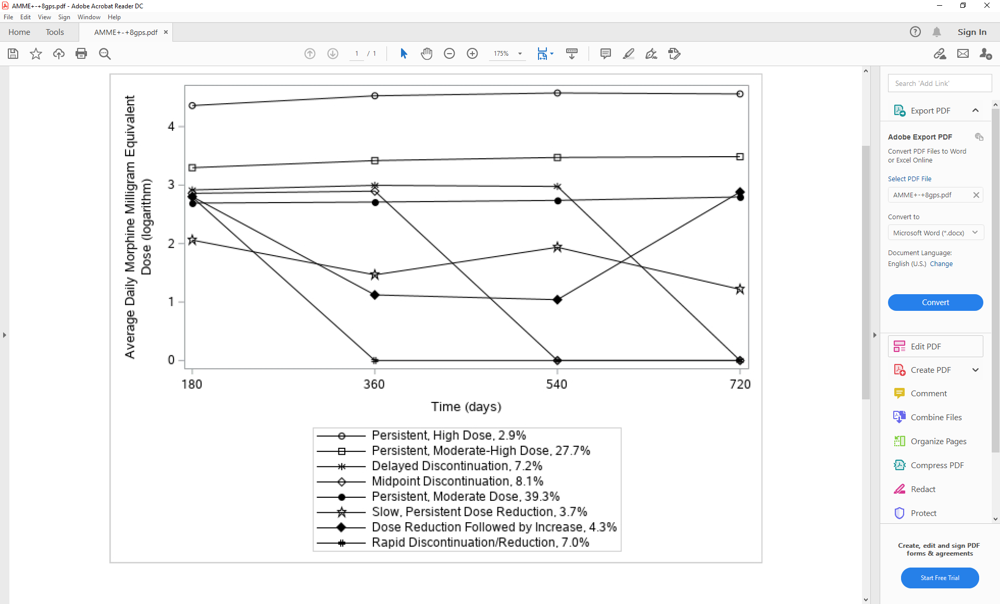 AMME+-+8gps.pdf - Adobe Acrobat Reader DC
File Edit View Sign Window Help
Home Tools AMME+-+8gps.pdf × Sign In
1 / 1 175%
Average Daily Morphine Milligram Equivalent
Dose (logarithm)
4
3
2
1
0
180 360 540 720
Time (days)
Persistent, High Dose, 2.9%
Persistent, Moderate-High Dose, 27.7%
Delayed Discontinuation, 7.2%
Midpoint Discontinuation, 8.1%
Persistent, Moderate Dose, 39.3%
Slow, Persistent Dose Reduction, 3.7%
Dose Reduction Followed by Increase, 4.3%
Rapid Discontinuation/Reduction, 7.0%
Search 'Add Link'
Export PDF
Adobe Export PDF
Convert PDF Files to Word
or Excel Online
Select PDF File
AMME+-+8gps.pdf
Convert to
Microsoft Word (*.docx)
Document Language:
English (U.S.) Change
Convert
Edit PDF
Create PDF
Comment
Combine Files
Organize Pages
Compress PDF
Redact
Protect
Create, edit and sign PDF
forms & agreements
Start Free Trial